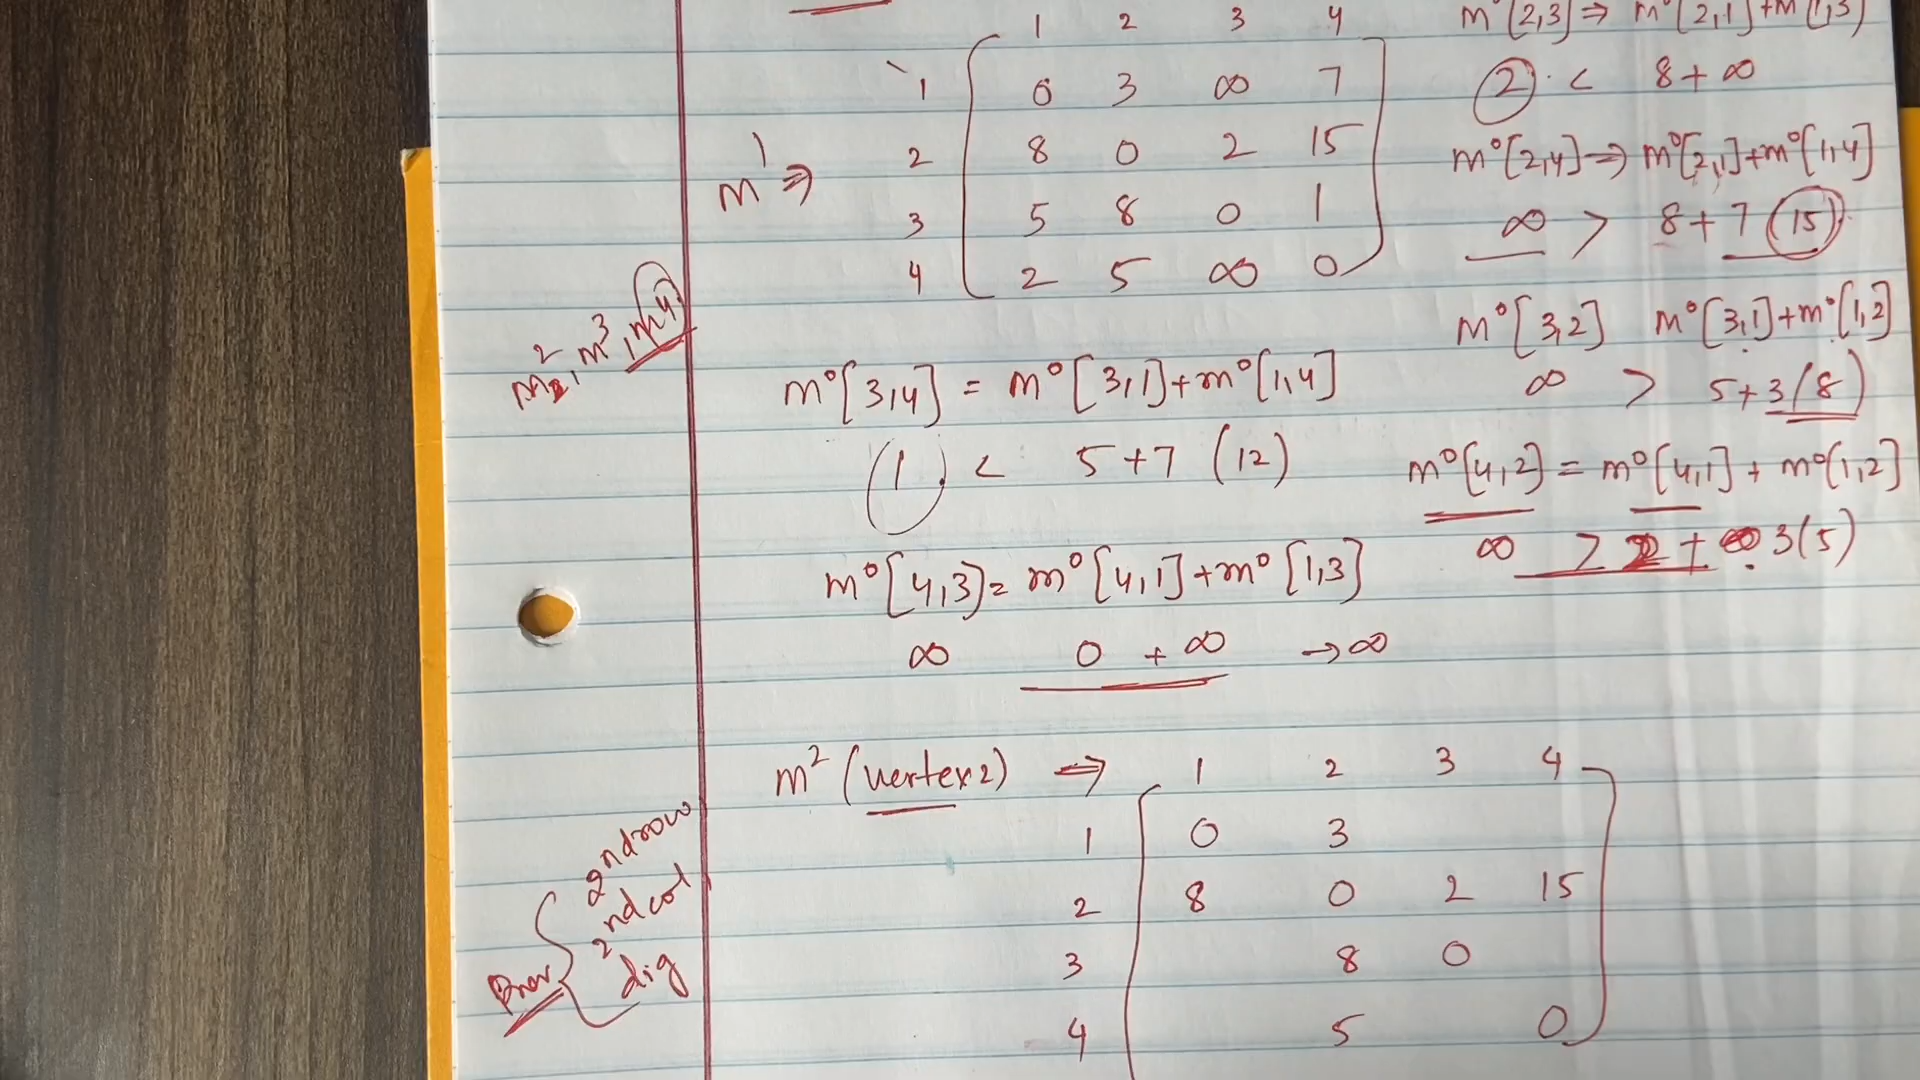 1 2 3 4
m⁰[2,3] ⇒ m⁰[2,1]+m⁰[1,3]
1 0 3 ∞ 7
2 < 8+∞
m¹ ⇒ 2 8 0 2 15
m⁰[2,4] ⇒ m⁰[2,1]+m⁰[1,4]
3 5 8 0 1
∞ > 8+7 (15)
4 2 5 ∞ 0
m², m³, m⁴
m⁰[3,2] m⁰[3,1]+m⁰[1,2]
∞ > 5+3(8)
m⁰[3,4] = m⁰[3,1]+m⁰[1,4]
1 < 5+7 (12)
m⁰[4,2] = m⁰[4,1] + m⁰[1,2]
∞ > 2 + 3(5)
m⁰[4,3] = m⁰[4,1]+m⁰[1,3]
∞ 0 + ∞ → ∞
m² (vertex 2) ⇒ 1 2 3 4
1 0 3
2 8 0 2 15
3 8 0
4 5 0
2nd row
2nd col
dig